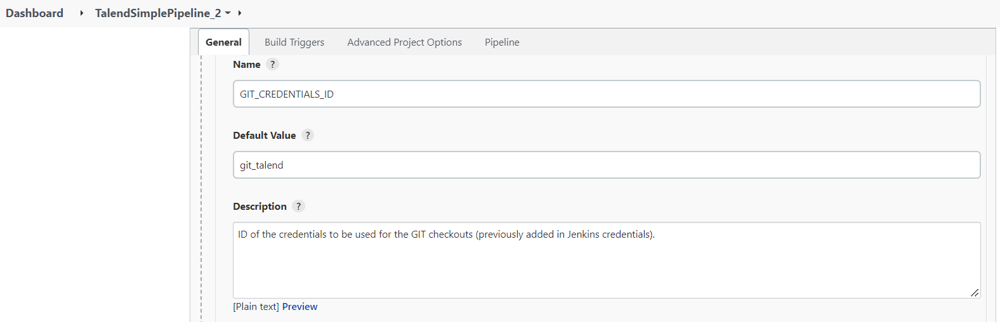 Dashboard TalendSimplePipeline_2
General Build Triggers Advanced Project Options Pipeline
Name ?
GIT_CREDENTIALS_ID
Default Value ?
git_talend
Description ?
ID of the credentials to be used for the GIT checkouts (previously added in Jenkins credentials).
[Plain text] Preview